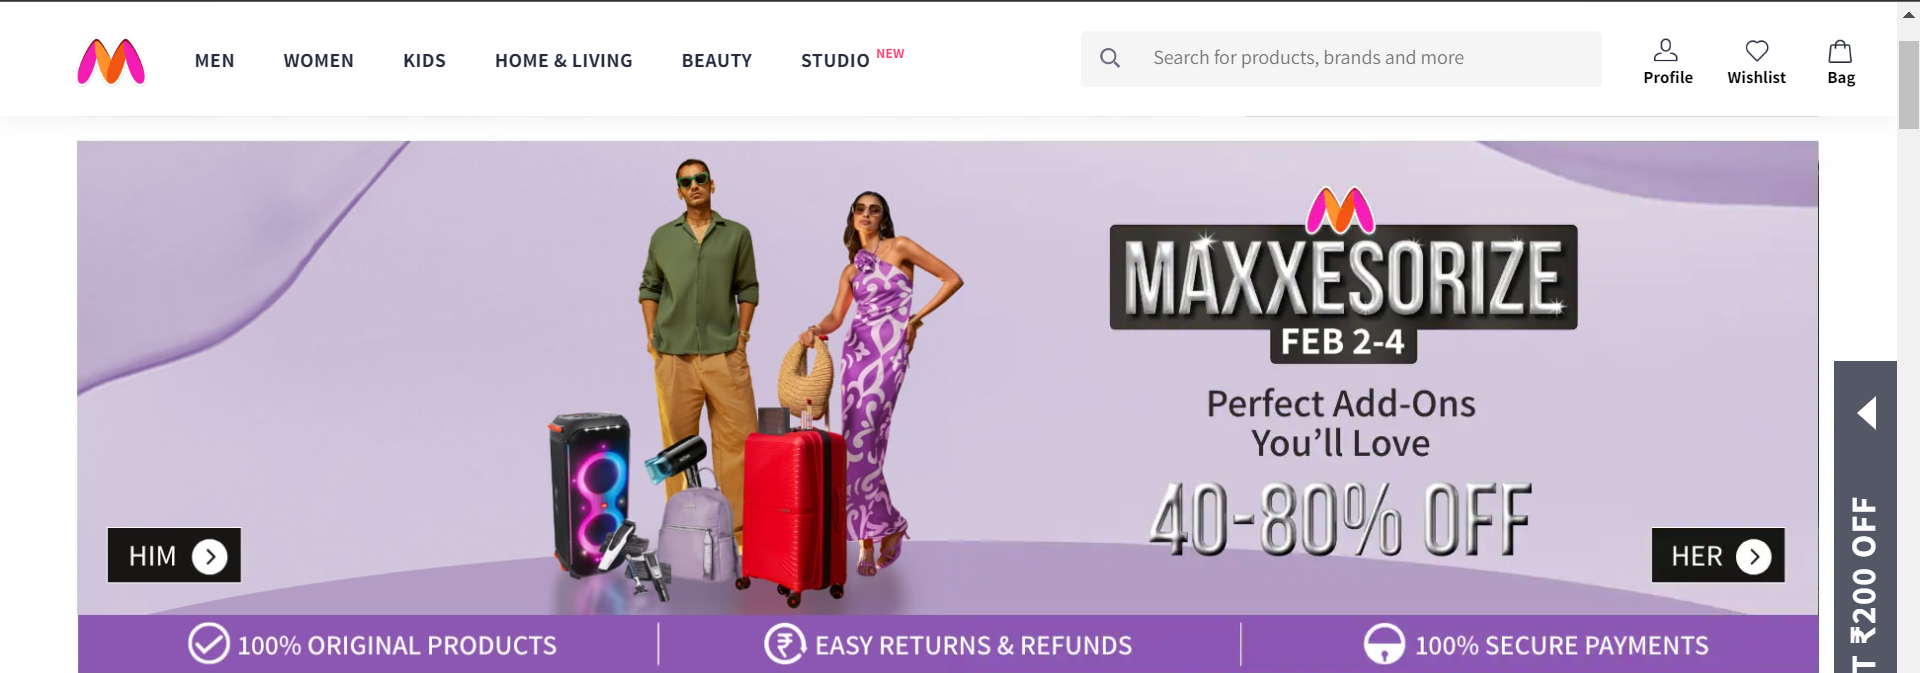 MEN
WOMEN
KIDS
HOME & LIVING
BEAUTY
STUDIO NEW
Search for products, brands and more
Profile
Wishlist
Bag
MAXXESORIZE
FEB 2-4
Perfect Add-Ons
You’ll Love
40-80% OFF
HIM
HER
100% ORIGINAL PRODUCTS
EASY RETURNS & REFUNDS
100% SECURE PAYMENTS
T ₹200 OFF